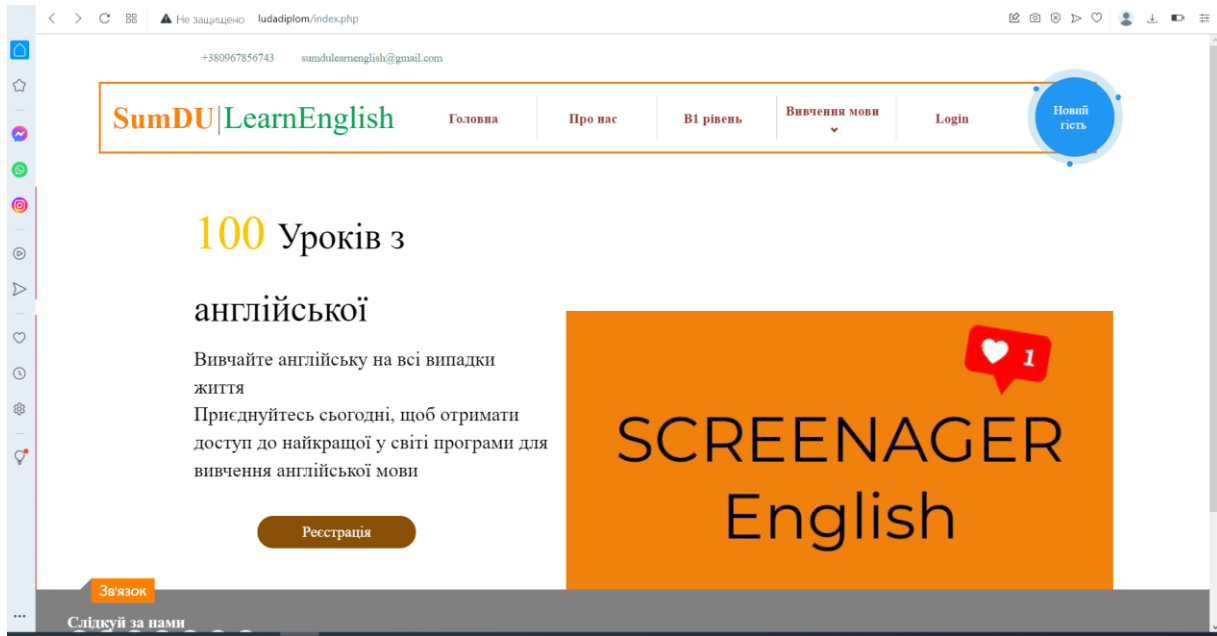 Не защищено ludadiplom/index.php
+380967856743 sumdulearnenglish@gmail.com
SumDU|LearnEnglish Головна Про нас B1 рівень Вивчення мови Login Новий
гість
100 Уроків з
англійської
Вивчайте англійську на всі випадки
життя
Приєднуйтесь сьогодні, щоб отримати
доступ до найкращої у світі програми для
вивчення англійської мови
Реєстрація
1
SCREENAGER
English
Зв'язок
Слідкуй за нами